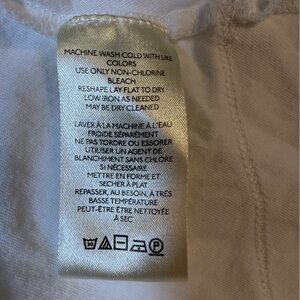 MACHINE WASH COLD WITH LIKE
COLORS
USE ONLY NON-CHLORINE
BLEACH
RESHAPE LAY FLAT TO DRY
LOW IRON AS NEEDED
MAY BE DRY CLEANED
LAVER À LA MACHINE À L'EAU
FROIDE SÉPARÉMENT
NE PAS TORDRE OU ESSORER
UTILISER UN AGENT DE
BLANCHIMENT SANS CHLORE
SI NÉCESSAIRE
METTRE EN FORME ET
SECHER À PLAT
REPASSER, AU BESOIN, À TRÈS
BASSE TEMPÉRATURE
PEUT-ÊTRE ÊTRE NETTOYÉE
À SEC